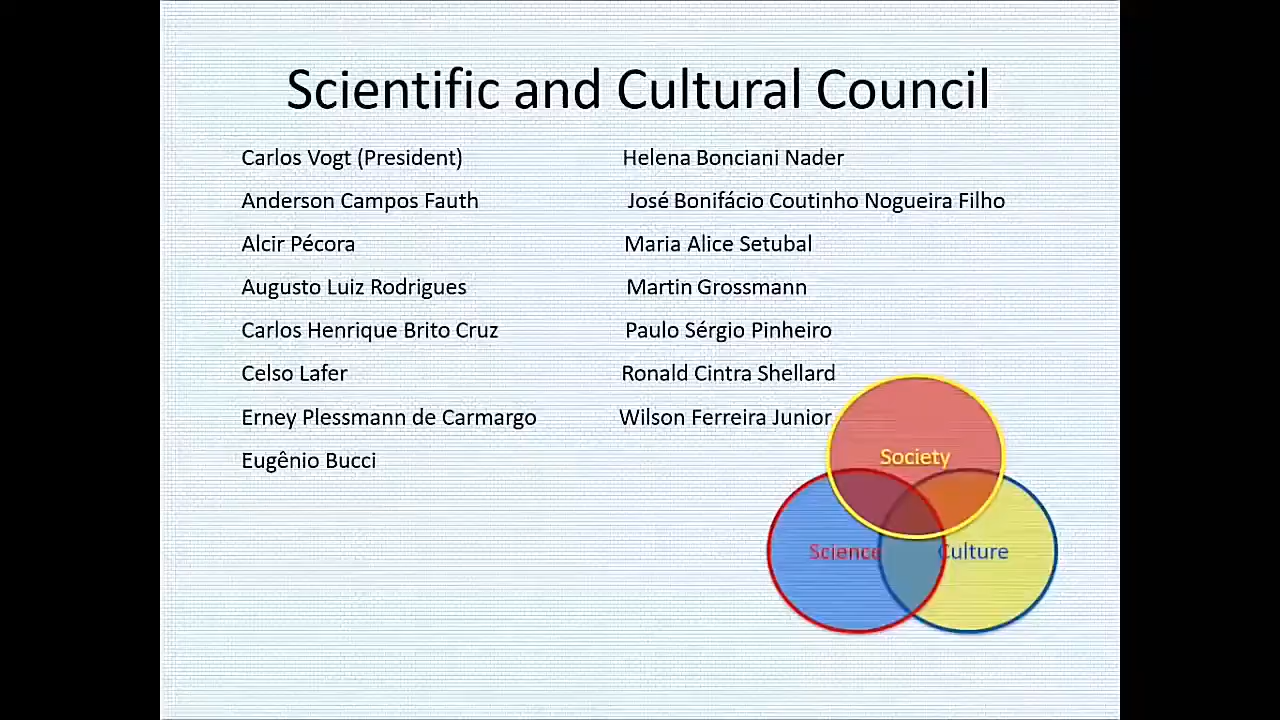 Scientific and Cultural Council
Carlos Vogt (President)
Anderson Campos Fauth
Alcir Pécora
Augusto Luiz Rodrigues
Carlos Henrique Brito Cruz
Celso Lafer
Erney Plessmann de Carmargo
Eugênio Bucci
Helena Bonciani Nader
José Bonifácio Coutinho Nogueira Filho
Maria Alice Setubal
Martin Grossmann
Paulo Sérgio Pinheiro
Ronald Cintra Shellard
Wilson Ferreira Junior
Society
Science
Culture